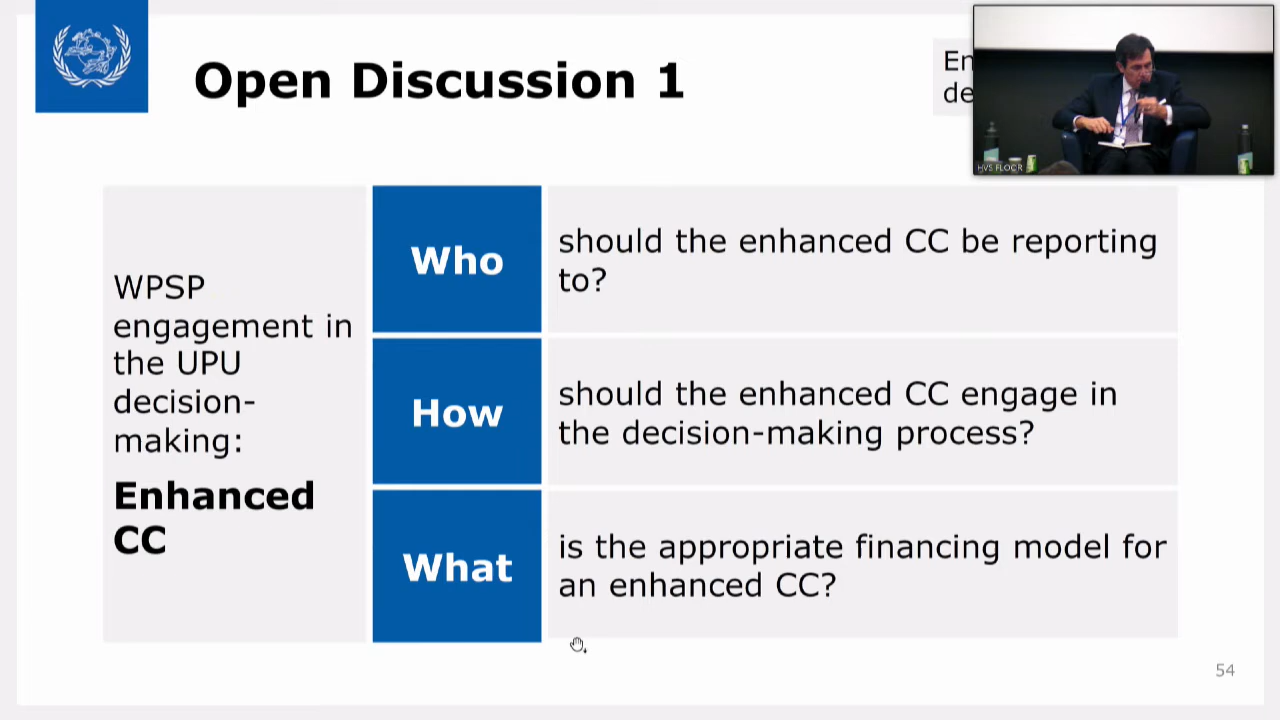 Open Discussion 1
WPSP
engagement in
the UPU
decision-
making:
Enhanced
CC
Who
should the enhanced CC be reporting
to?
How
should the enhanced CC engage in
the decision-making process?
What
is the appropriate financing model for
an enhanced CC?
HVS FLOOR
54